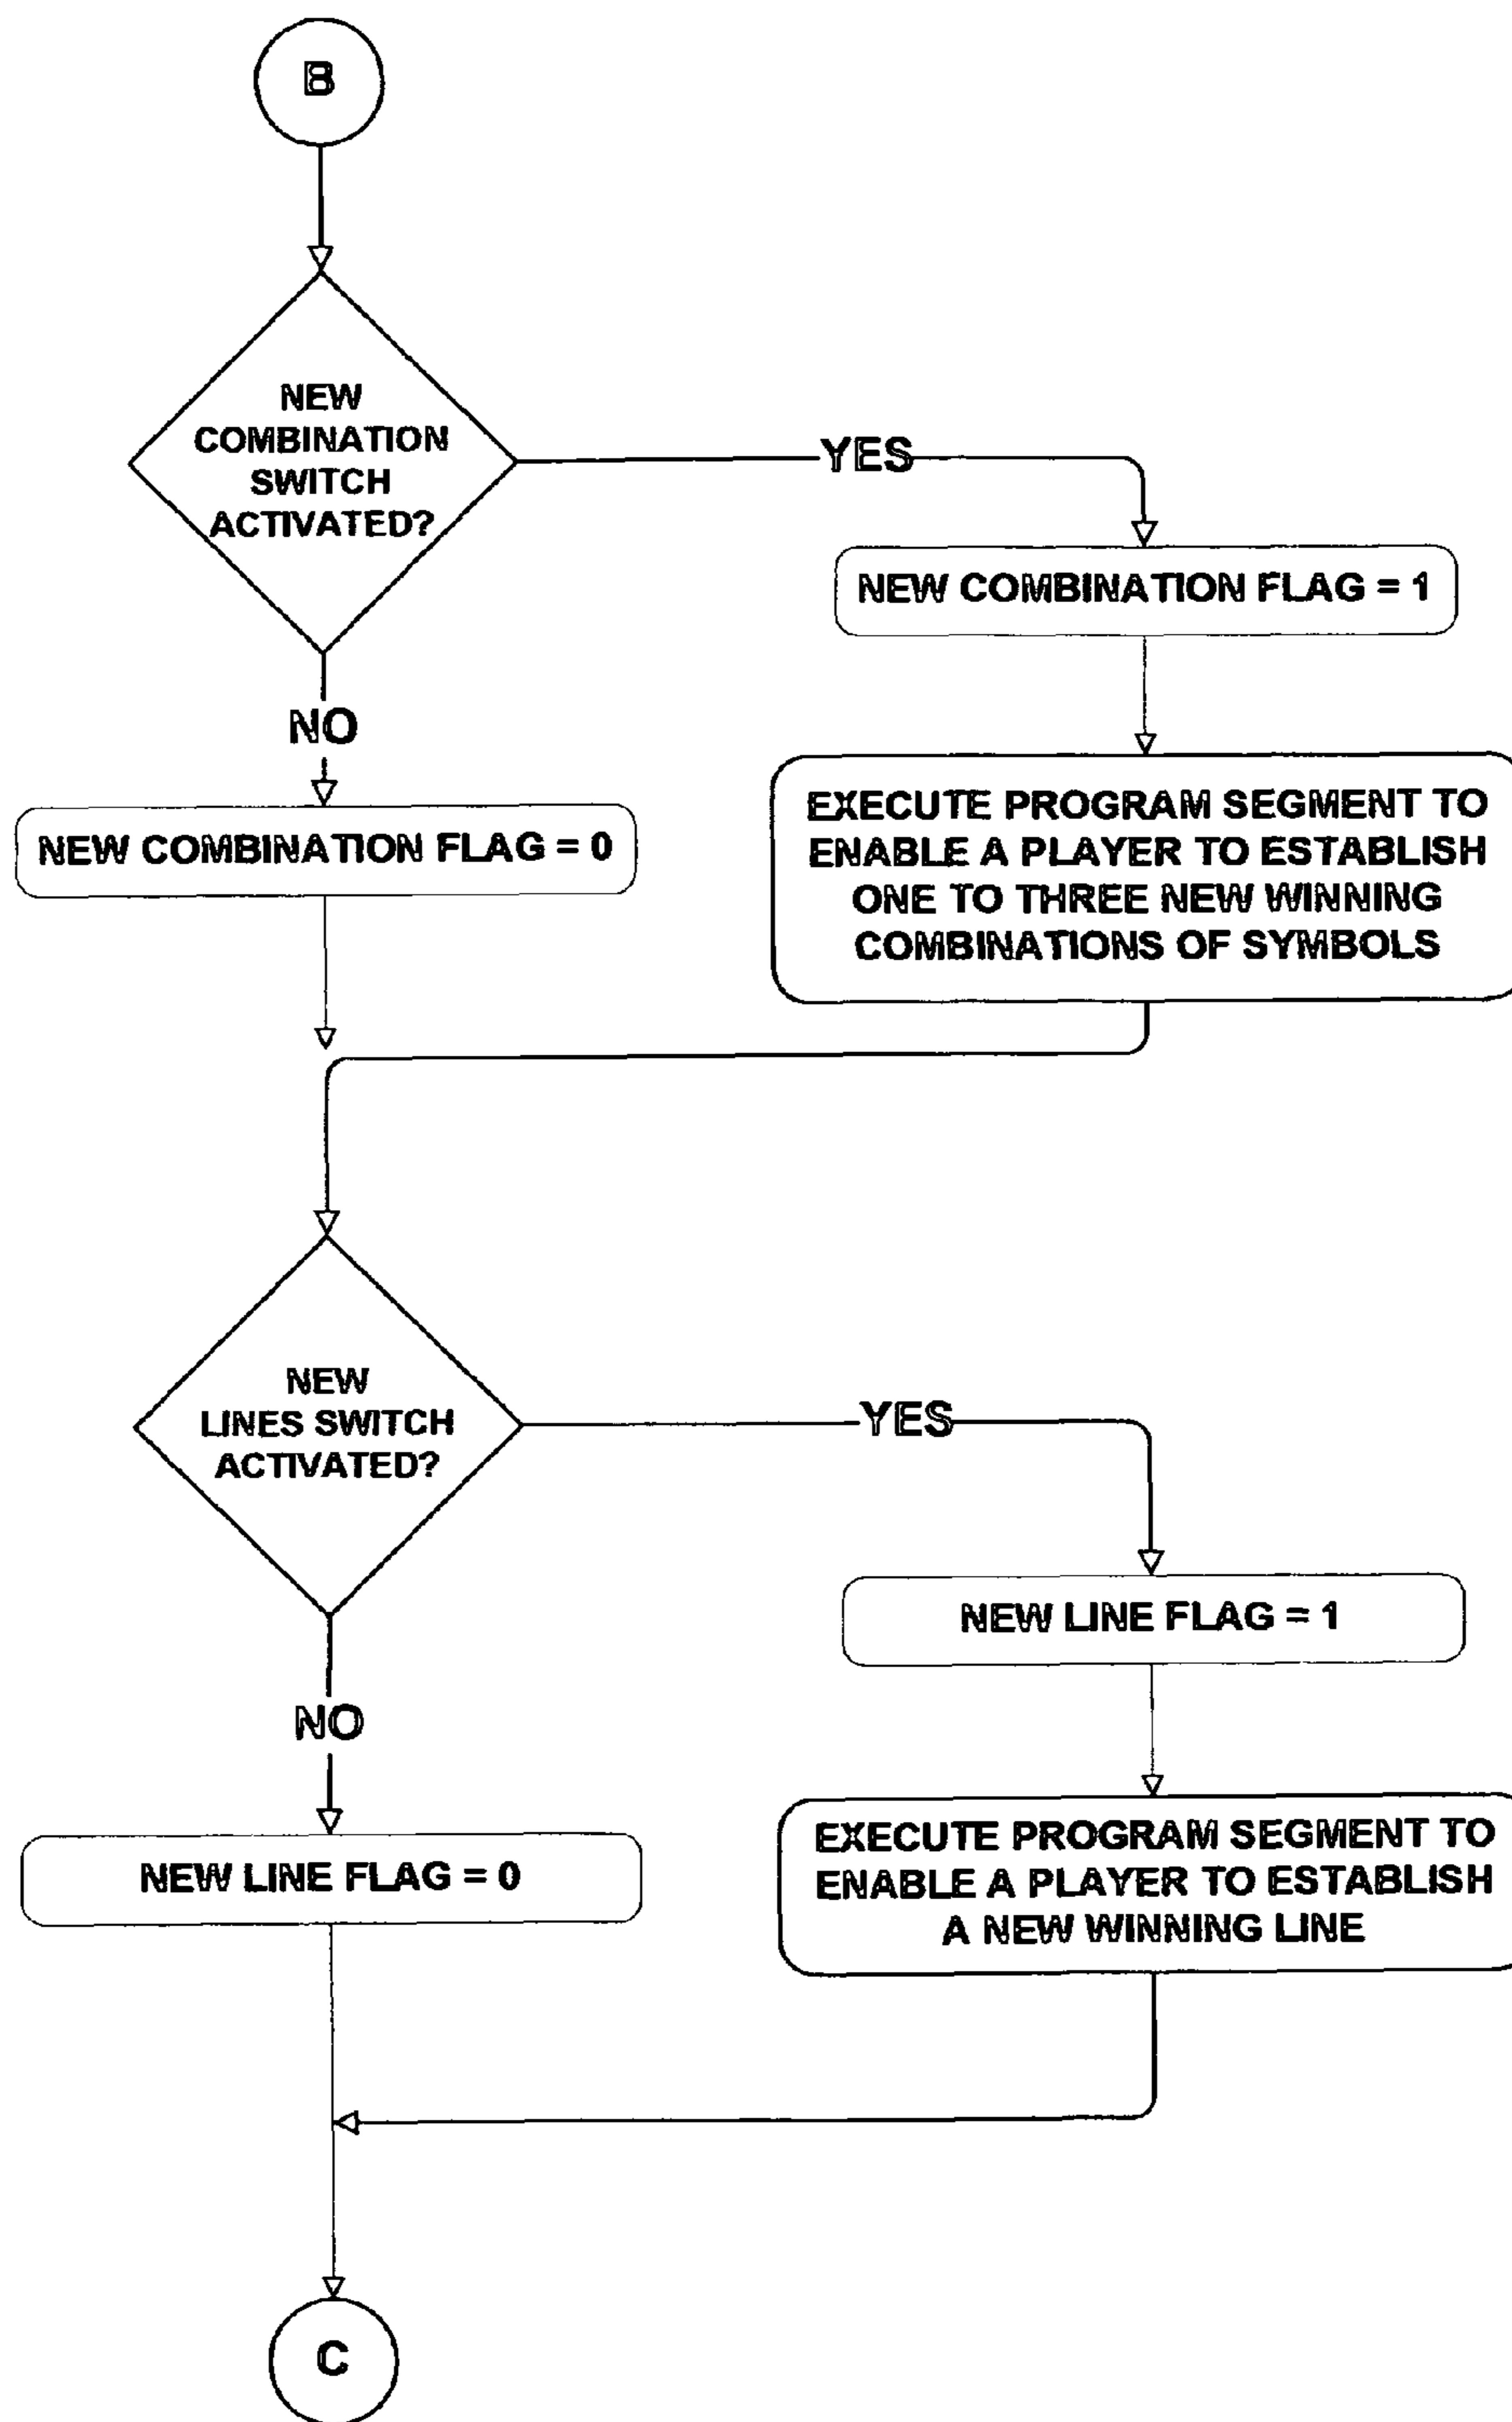 B
NEW
COMBINATION
SWITCH
ACTIVATED?
YES
NEW COMBINATION FLAG = 1
NO
EXECUTE PROGRAM SEGMENT TO
ENABLE A PLAYER TO ESTABLISH
ONE TO THREE NEW WINNING
COMBINATIONS OF SYMBOLS
NEW COMBINATION FLAG = 0
NEW
LINES SWITCH
ACTIVATED?
YES
NEW LINE FLAG = 1
NO
EXECUTE PROGRAM SEGMENT TO
ENABLE A PLAYER TO ESTABLISH
A NEW WINNING LINE
NEW LINE FLAG = 0
C